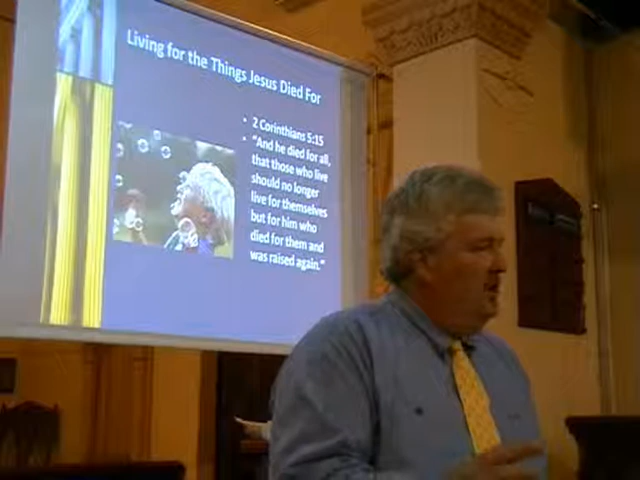 Living for the Things Jesus Died For
• 2 Corinthians 5:15
• "And he died for all,
that those who live
should no longer
live for themselves
but for him who
died for them and
was raised again."